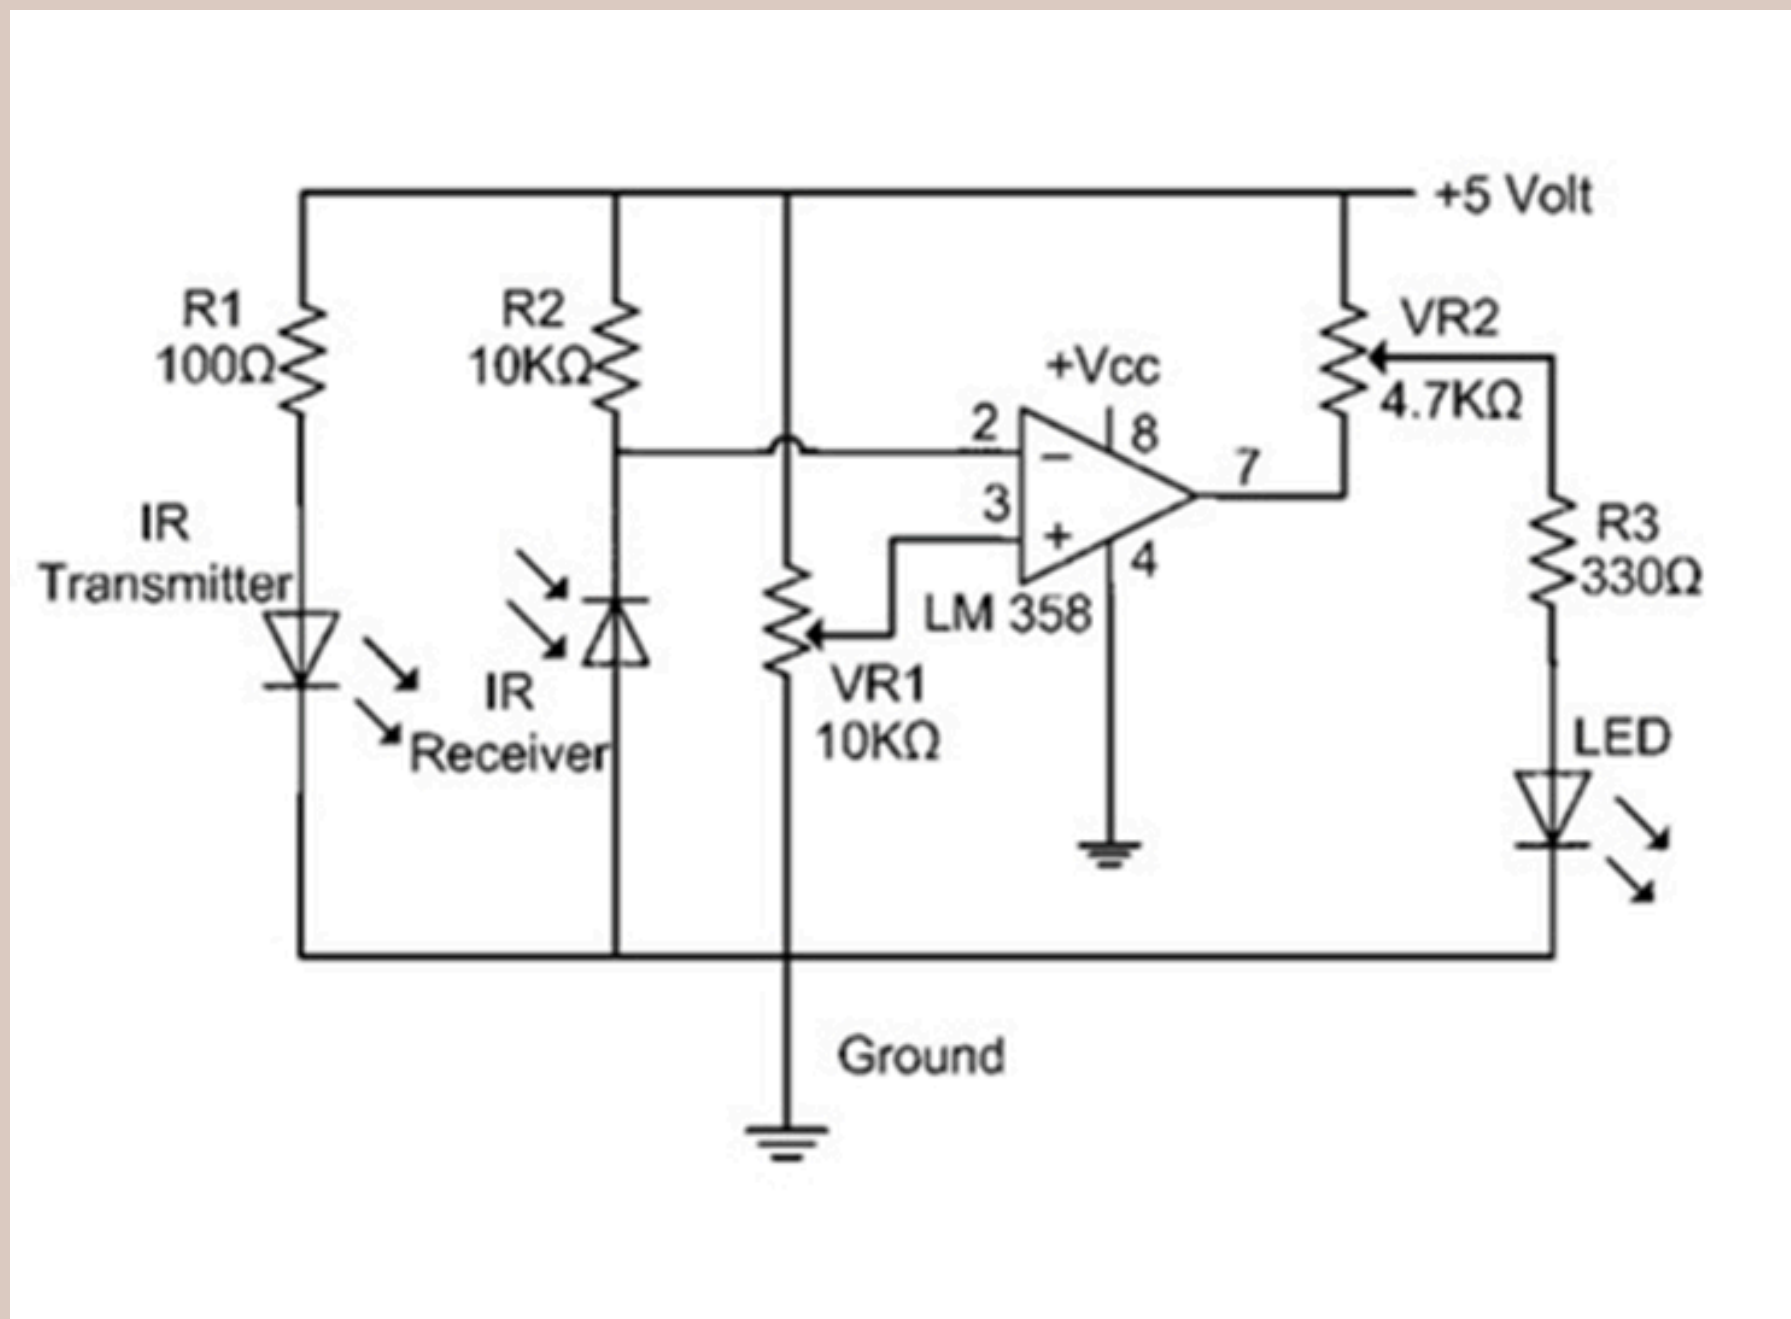 +5 Volt
R1
100Ω
R2
10KΩ
VR2
4.7KΩ
+Vcc
2
8
3
7
4
LM 358
R3
330Ω
IR
Transmitter
IR
Receiver
VR1
10KΩ
LED
Ground